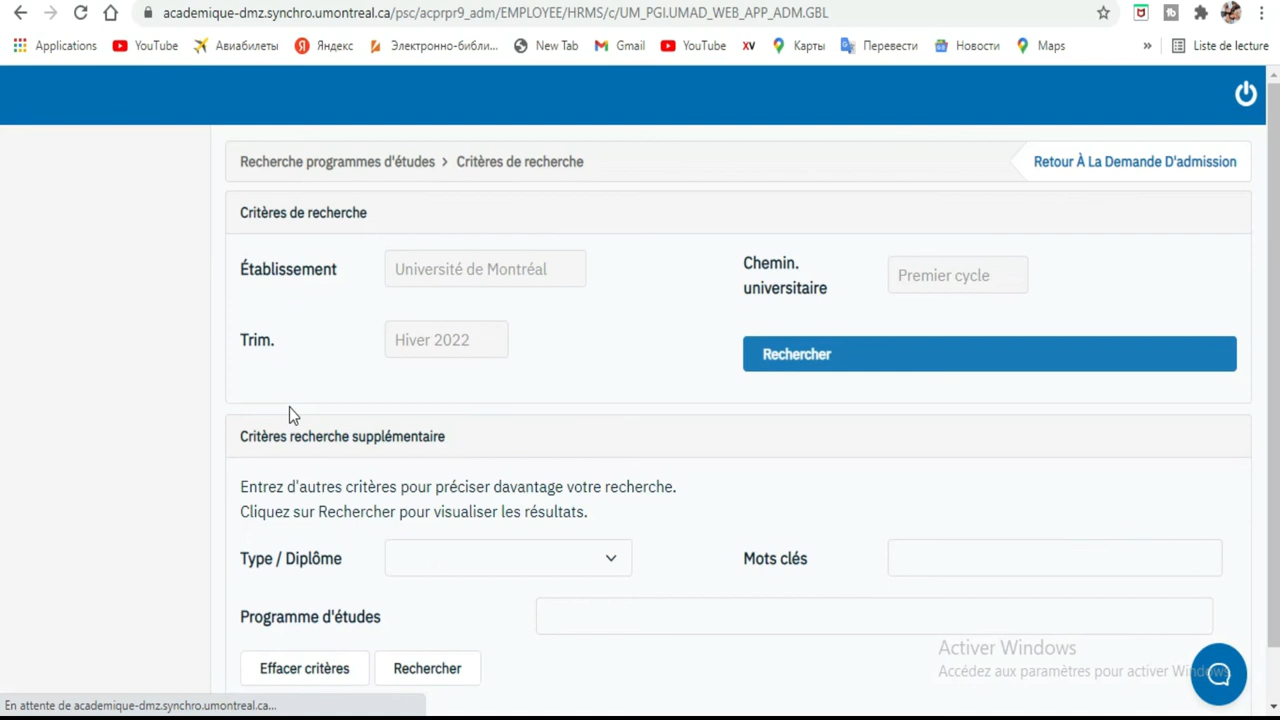 academique-dmz.synchro.umontreal.ca/psc/acprpr9_adm/EMPLOYEE/HRMS/c/UM_PGI.UMAD_WEB_APP_ADM.GBL
Applications YouTube Авиабилеты Яндекс Электронно-библи... New Tab Gmail YouTube XV Карты Перевести Новости Maps » Liste de lecture
Recherche programmes d'études > Critères de recherche Retour À La Demande D'admission
Critères de recherche
Établissement Université de Montréal Chemin. universitaire Premier cycle
Trim. Hiver 2022 Rechercher
Critères recherche supplémentaire
Entrez d'autres critères pour préciser davantage votre recherche.
Cliquez sur Rechercher pour visualiser les résultats.
Type / Diplôme Mots clés
Programme d'études
Activer Windows
Accédez aux paramètres pour activer Windows.
Effacer critères Rechercher
En attente de academique-dmz.synchro.umontreal.ca...